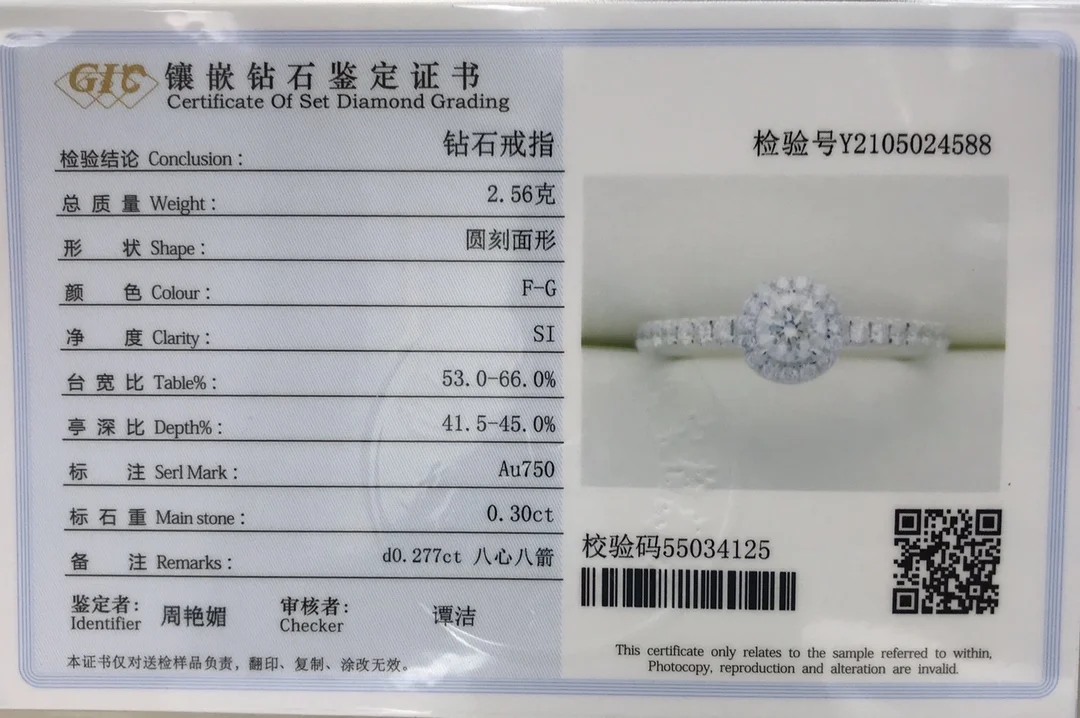 GIC 镶嵌钻石鉴定证书
Certificate Of Set Diamond Grading
检验结论 Conclusion： 钻石戒指
总质量 Weight： 2.56克
形状 Shape： 圆刻面形
颜色 Colour： F-G
净度 Clarity： SI
台宽比 Table%： 53.0-66.0%
亭深比 Depth%： 41.5-45.0%
标注 Serl Mark： Au750
标石重 Main stone： 0.30ct
备注 Remarks： d0.277ct 八心八箭
鉴定者： 周艳媚 审核者： 谭洁
Identifier Checker
本证书仅对送检样品负责，翻印、复制、涂改无效。
检验号Y2105024588
校验码55034125
This certificate only relates to the sample referred to within,
Photocopy, reproduction and alteration are invalid.